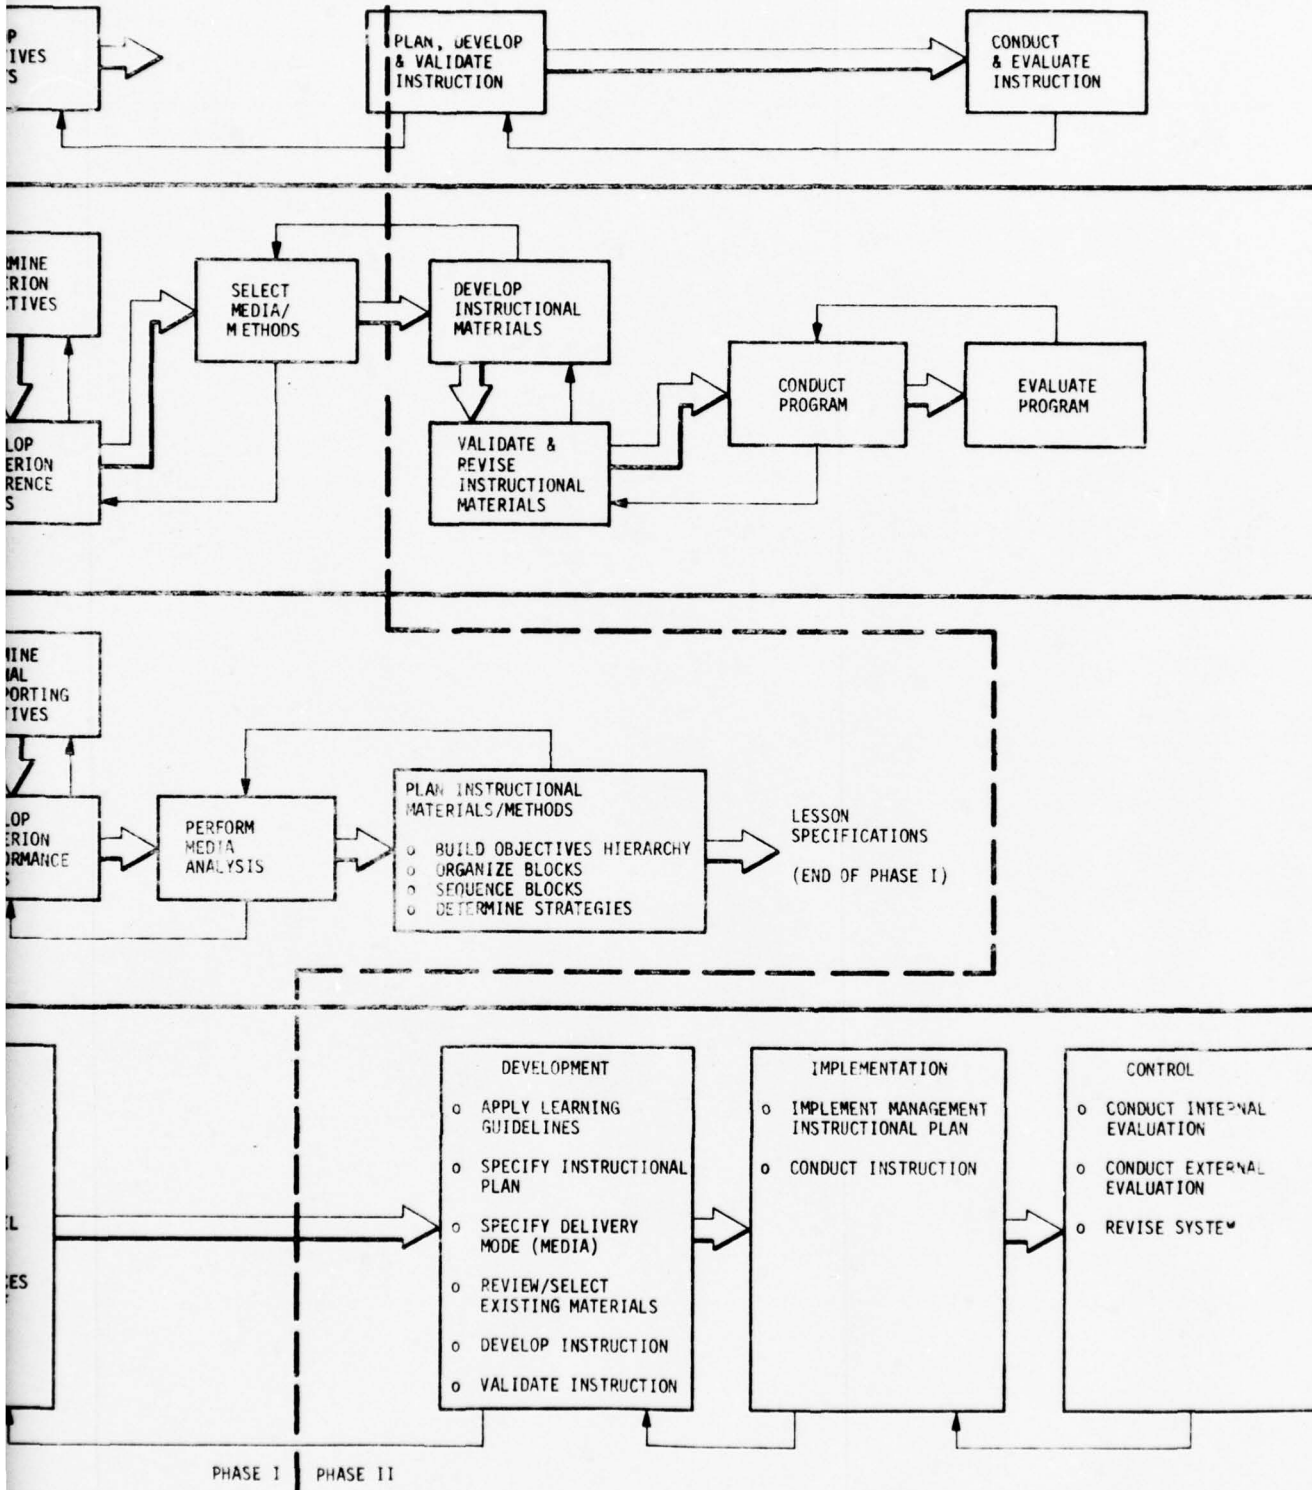 PLAN, DEVELOP
& VALIDATE
INSTRUCTION
CONDUCT
& EVALUATE
INSTRUCTION
SELECT
MEDIA/
METHODS
DEVELOP
INSTRUCTIONAL
MATERIALS
VALIDATE &
REVISE
INSTRUCTIONAL
MATERIALS
CONDUCT
PROGRAM
EVALUATE
PROGRAM
PERFORM
MEDIA
ANALYSIS
PLAN INSTRUCTIONAL
MATERIALS/METHODS
o BUILD OBJECTIVES HIERARCHY
o ORGANIZE BLOCKS
o SEQUENCE BLOCKS
o DETERMINE STRATEGIES
LESSON
SPECIFICATIONS
(END OF PHASE I)
DEVELOPMENT
o APPLY LEARNING
GUIDELINES
o SPECIFY INSTRUCTIONAL
PLAN
o SPECIFY DELIVERY
MODE (MEDIA)
o REVIEW/SELECT
EXISTING MATERIALS
o DEVELOP INSTRUCTION
o VALIDATE INSTRUCTION
IMPLEMENTATION
o IMPLEMENT MANAGEMENT
INSTRUCTIONAL PLAN
o CONDUCT INSTRUCTION
CONTROL
o CONDUCT INTERNAL
EVALUATION
o CONDUCT EXTERNAL
EVALUATION
o REVISE SYSTEM
PHASE I
PHASE II